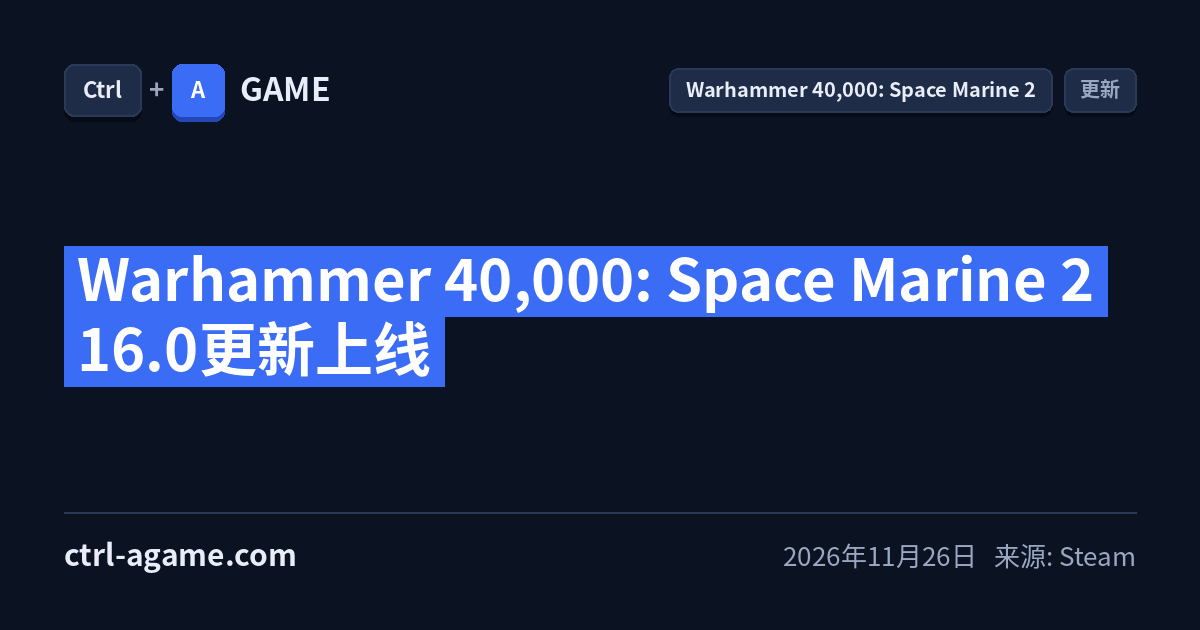 Ctrl + A GAME
Warhammer 40,000: Space Marine 2 更新
Warhammer 40,000: Space Marine 2
16.0更新上线
ctrl-agame.com
2026年11月26日 来源: Steam